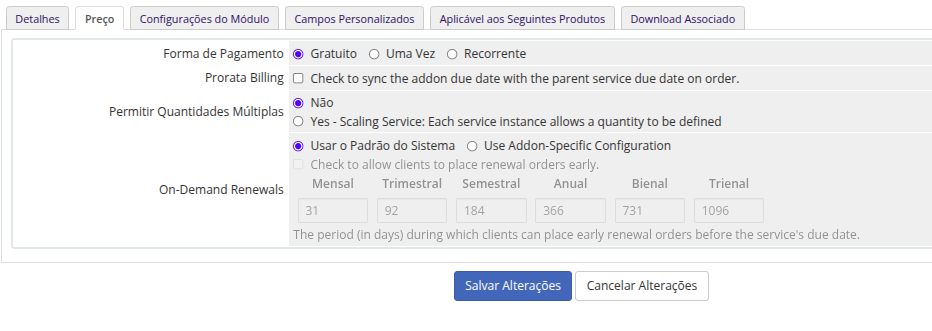 Detalhes Preço Configurações do Módulo Campos Personalizados Aplicável aos Seguintes Produtos Download Associado
Forma de Pagamento Gratuito Uma Vez Recorrente
Prorata Billing Check to sync the addon due date with the parent service due date on order.
Permitir Quantidades Múltiplas Não
Yes - Scaling Service: Each service instance allows a quantity to be defined
Usar o Padrão do Sistema Use Addon-Specific Configuration
Check to allow clients to place renewal orders early.
On-Demand Renewals
Mensal Trimestral Semestral Anual Bienal Trienal
31 92 184 366 731 1096
The period (in days) during which clients can place early renewal orders before the service's due date.
Salvar Alterações Cancelar Alterações